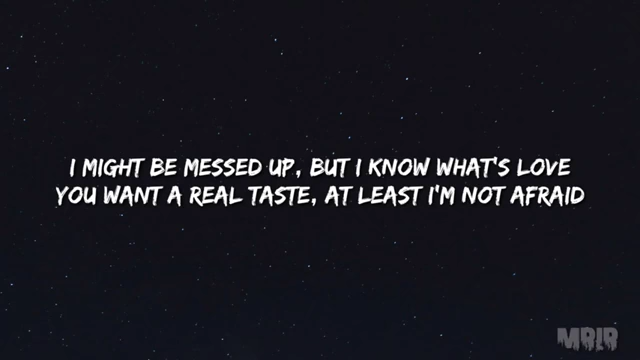 I MIGHT BE MESSED UP, BUT I KNOW WHAT'S LOVE
YOU WANT A REAL TASTE, AT LEAST I'M NOT AFRAID